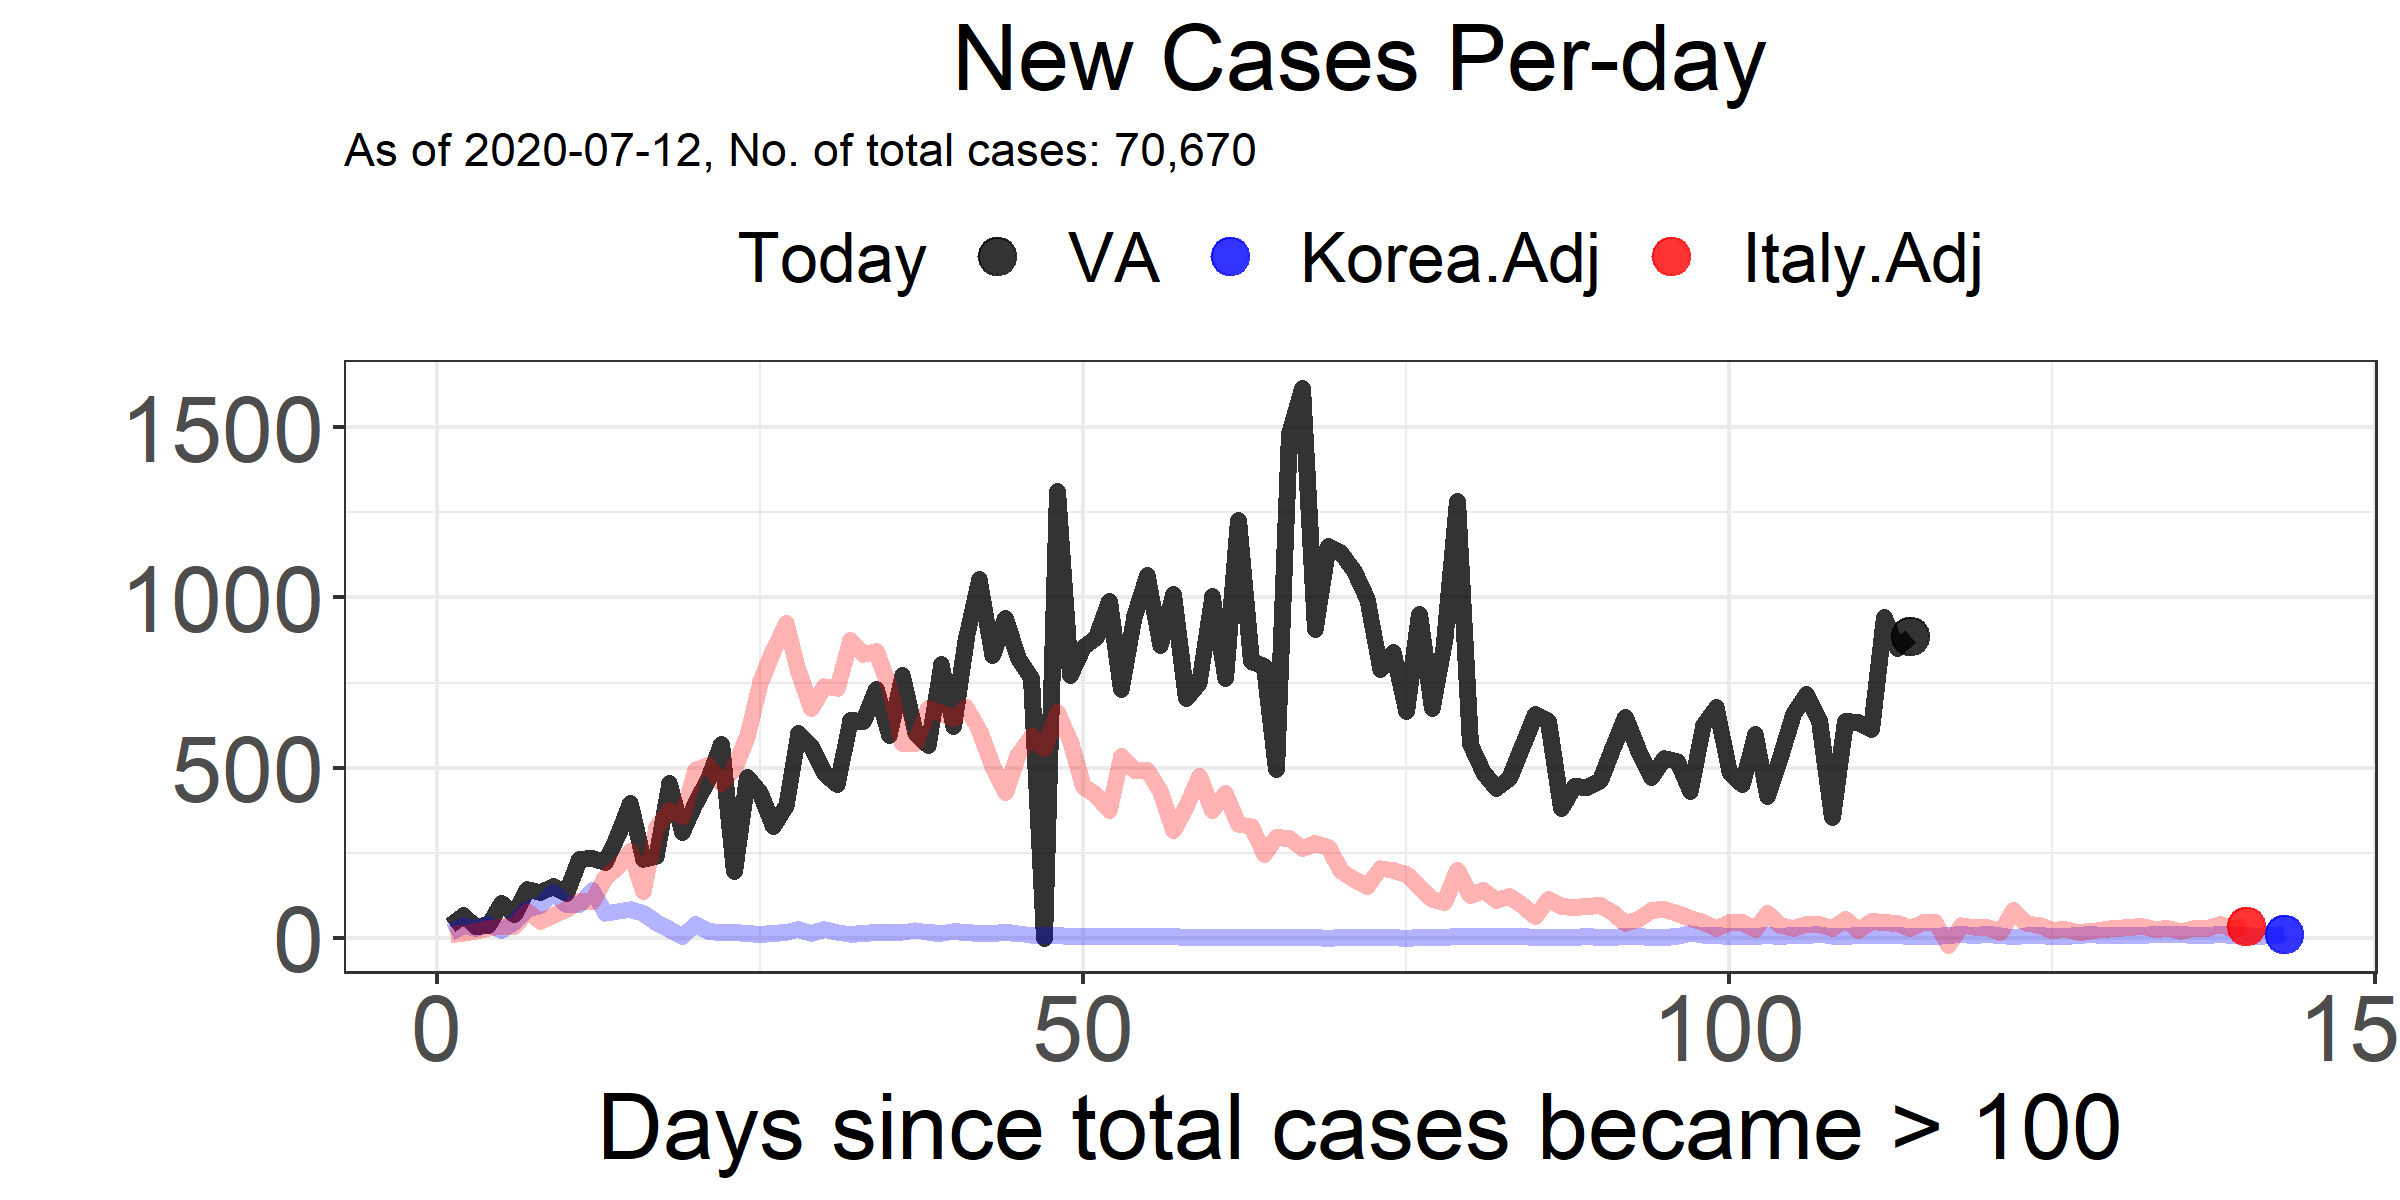 New Cases Per-day
As of 2020-07-12, No. of total cases: 70,670
Today VA Korea.Adj Italy.Adj
1500
1000
500
0
0 50 100 15
Days since total cases became > 100